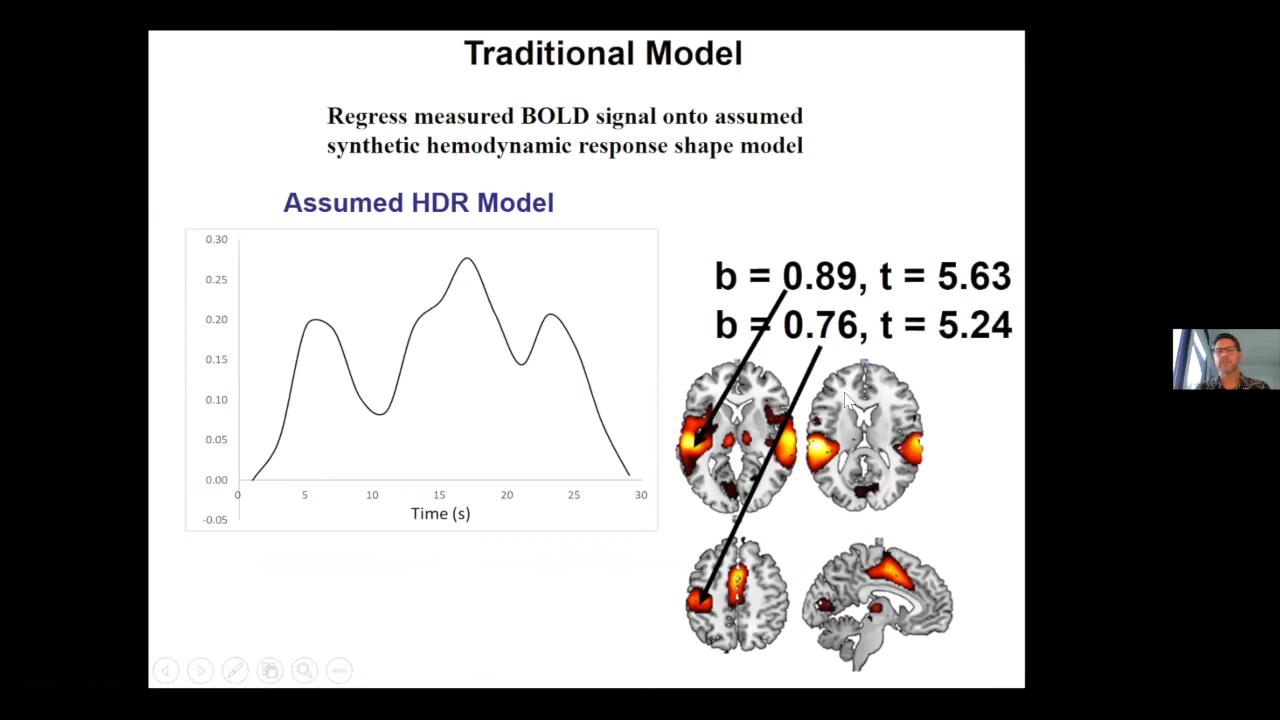 Traditional Model
Regress measured BOLD signal onto assumed
synthetic hemodynamic response shape model
Assumed HDR Model
0.30
0.25
0.20
0.15
0.10
0.05
0.00
-0.05
0 5 10 15 20 25 30
Time (s)
b = 0.89, t = 5.63
b = 0.76, t = 5.24